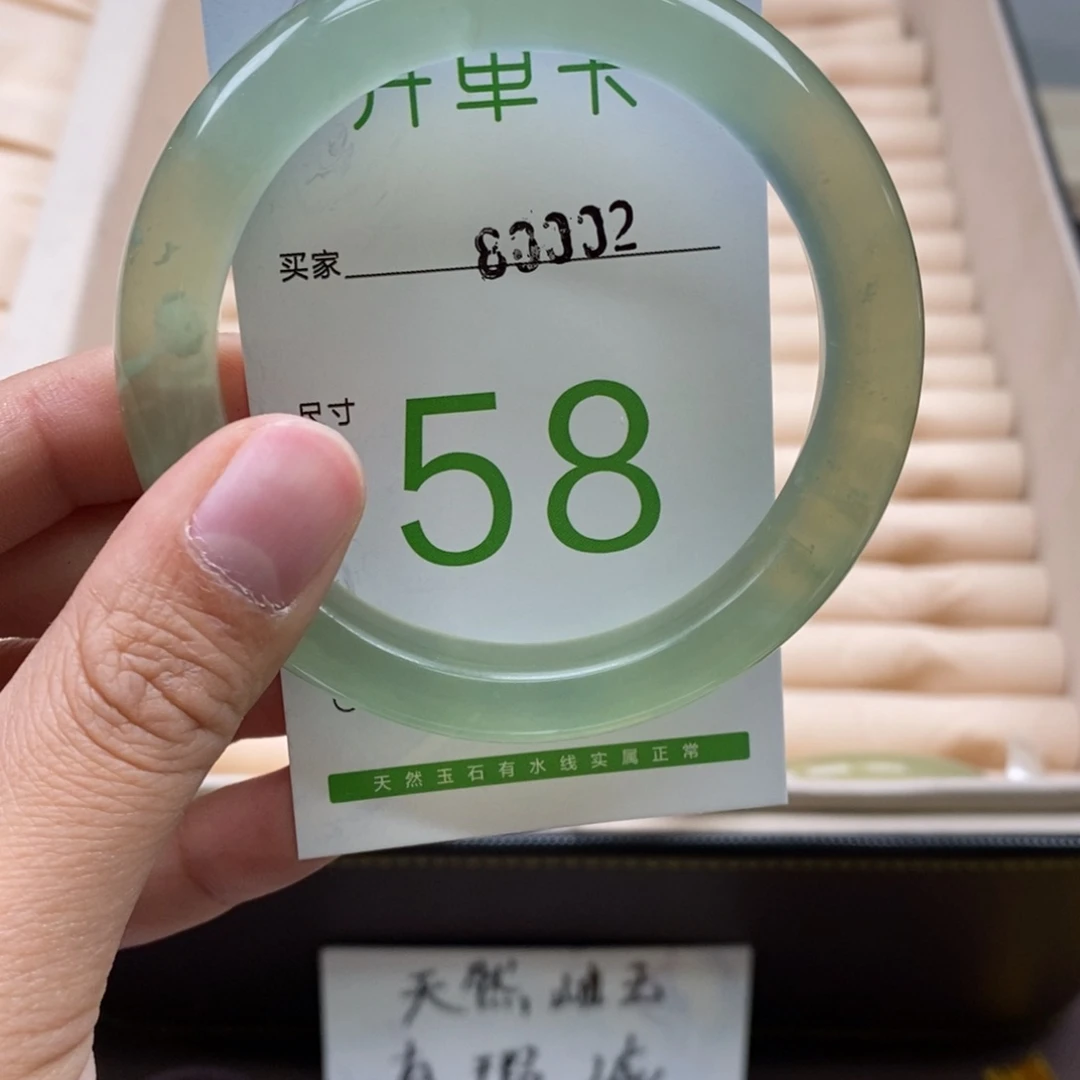 开单卡
买家 80002
尺寸 58
天然玉石有水线实属正常
天然岫玉